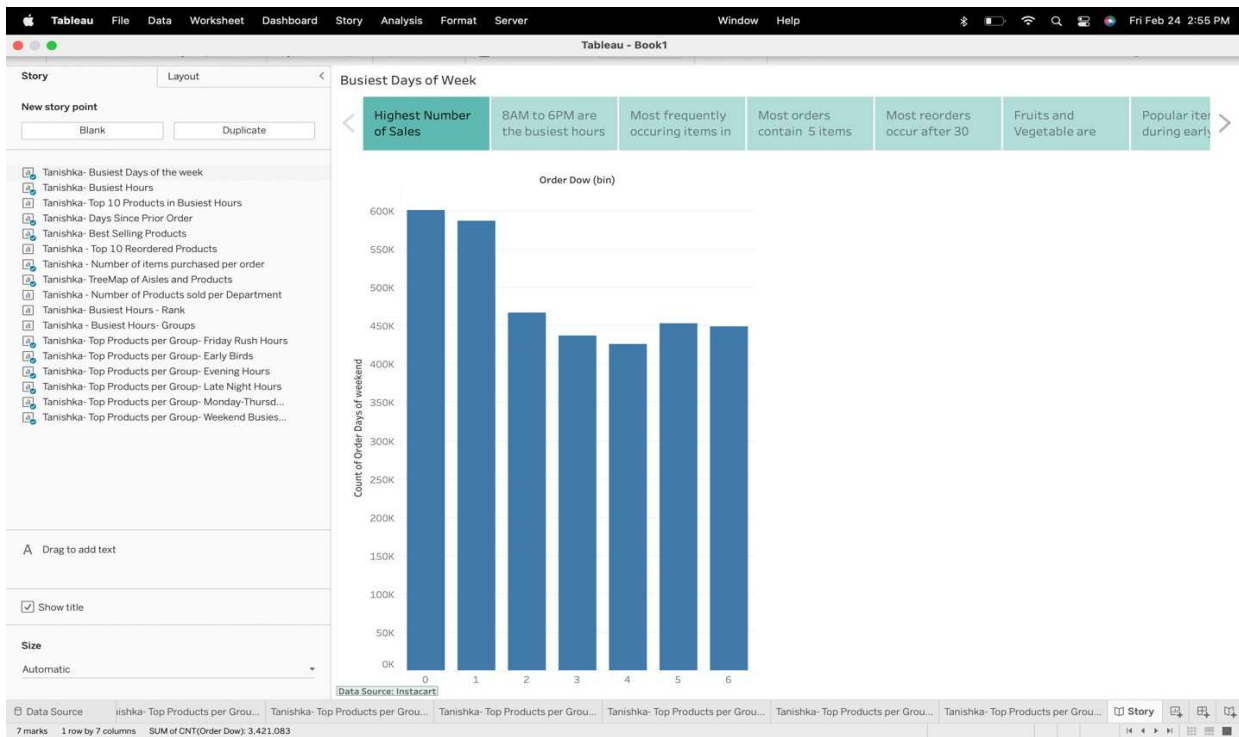 Tableau File Data Worksheet Dashboard Story Analysis Format Server Window Help Fri Feb 24 2:55 PM
Tableau - Book1
Story Layout
New story point
Blank Duplicate
Tanishka- Busiest Days of the week
Tanishka- Busiest Hours
Tanishka- Top 10 Products in Busiest Hours
Tanishka- Days Since Prior Order
Tanishka- Best Selling Products
Tanishka - Top 10 Reordered Products
Tanishka - Number of items purchased per order
Tanishka- TreeMap of Aisles and Products
Tanishka - Number of Products sold per Department
Tanishka- Busiest Hours - Rank
Tanishka - Busiest Hours- Groups
Tanishka- Top Products per Group- Friday Rush Hours
Tanishka- Top Products per Group- Early Birds
Tanishka- Top Products per Group- Evening Hours
Tanishka- Top Products per Group- Late Night Hours
Tanishka- Top Products per Group- Monday-Thursd...
Tanishka- Top Products per Group- Weekend Busies...
A Drag to add text
Show title
Size
Automatic
Busiest Days of Week
Highest Number
of Sales
8AM to 6PM are
the busiest hours
Most frequently
occuring items in
Most orders
contain 5 items
Most reorders
occur after 30
Fruits and
Vegetable are
Popular iter
during early
Order Dow (bin)
600K
550K
500K
450K
400K
350K
300K
250K
200K
150K
100K
50K
0K
Count of Order Days of weekend
0 1 2 3 4 5 6
Data Source: Instacart
Data Source ishka- Top Products per Grou... Tanishka- Top Products per Grou... Tanishka- Top Products per Grou... Tanishka- Top Products per Grou... Tanishka- Top Products per Grou... Tanishka- Top Products per Grou... Story
7 marks 1 row by 7 columns SUM of CNT(Order Dow): 3,421,083